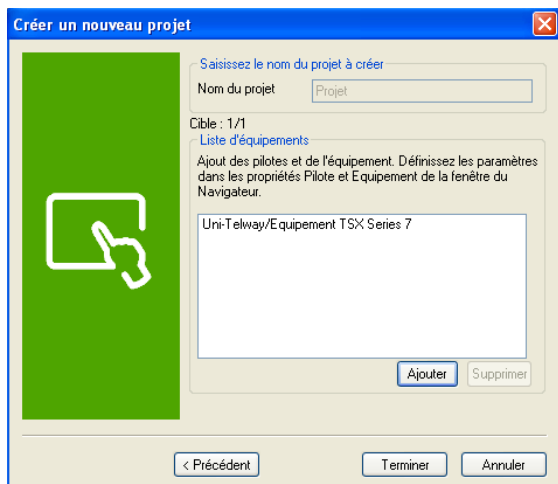 Créer un nouveau projet
Saisissez le nom du projet à créer
Nom du projet
Projet
Cible : 1/1
Liste d'équipements
Ajout des pilotes et de l'équipement. Définissez les paramètres
dans les propriétés Pilote et Equipement de la fenêtre du
Navigateur.
Uni-Telway/Equipement TSX Series 7
Ajouter
Supprimer
< Précédent
Terminer
Annuler